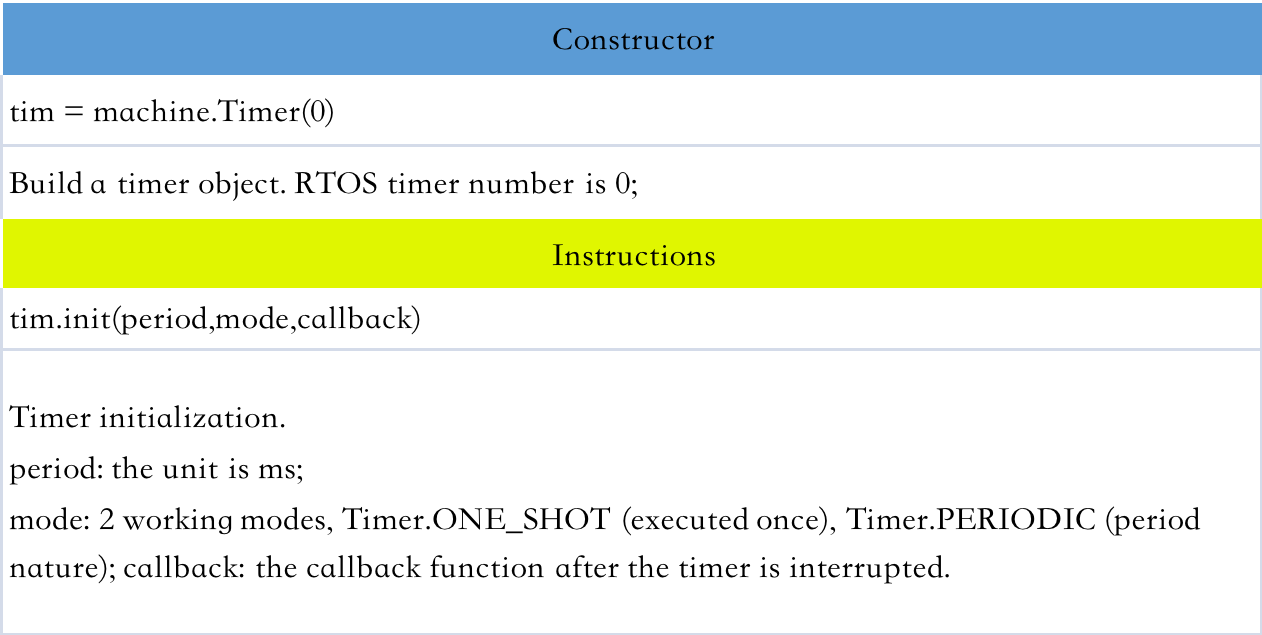 Constructor
tim = machine.Timer(0)
Build a timer object. RTOS timer number is 0;
Instructions
tim.init(period,mode,callback)
Timer initialization.
period: the unit is ms;
mode: 2 working modes, Timer.ONE_SHOT (executed once), Timer.PERIODIC (period
nature); callback: the callback function after the timer is interrupted.